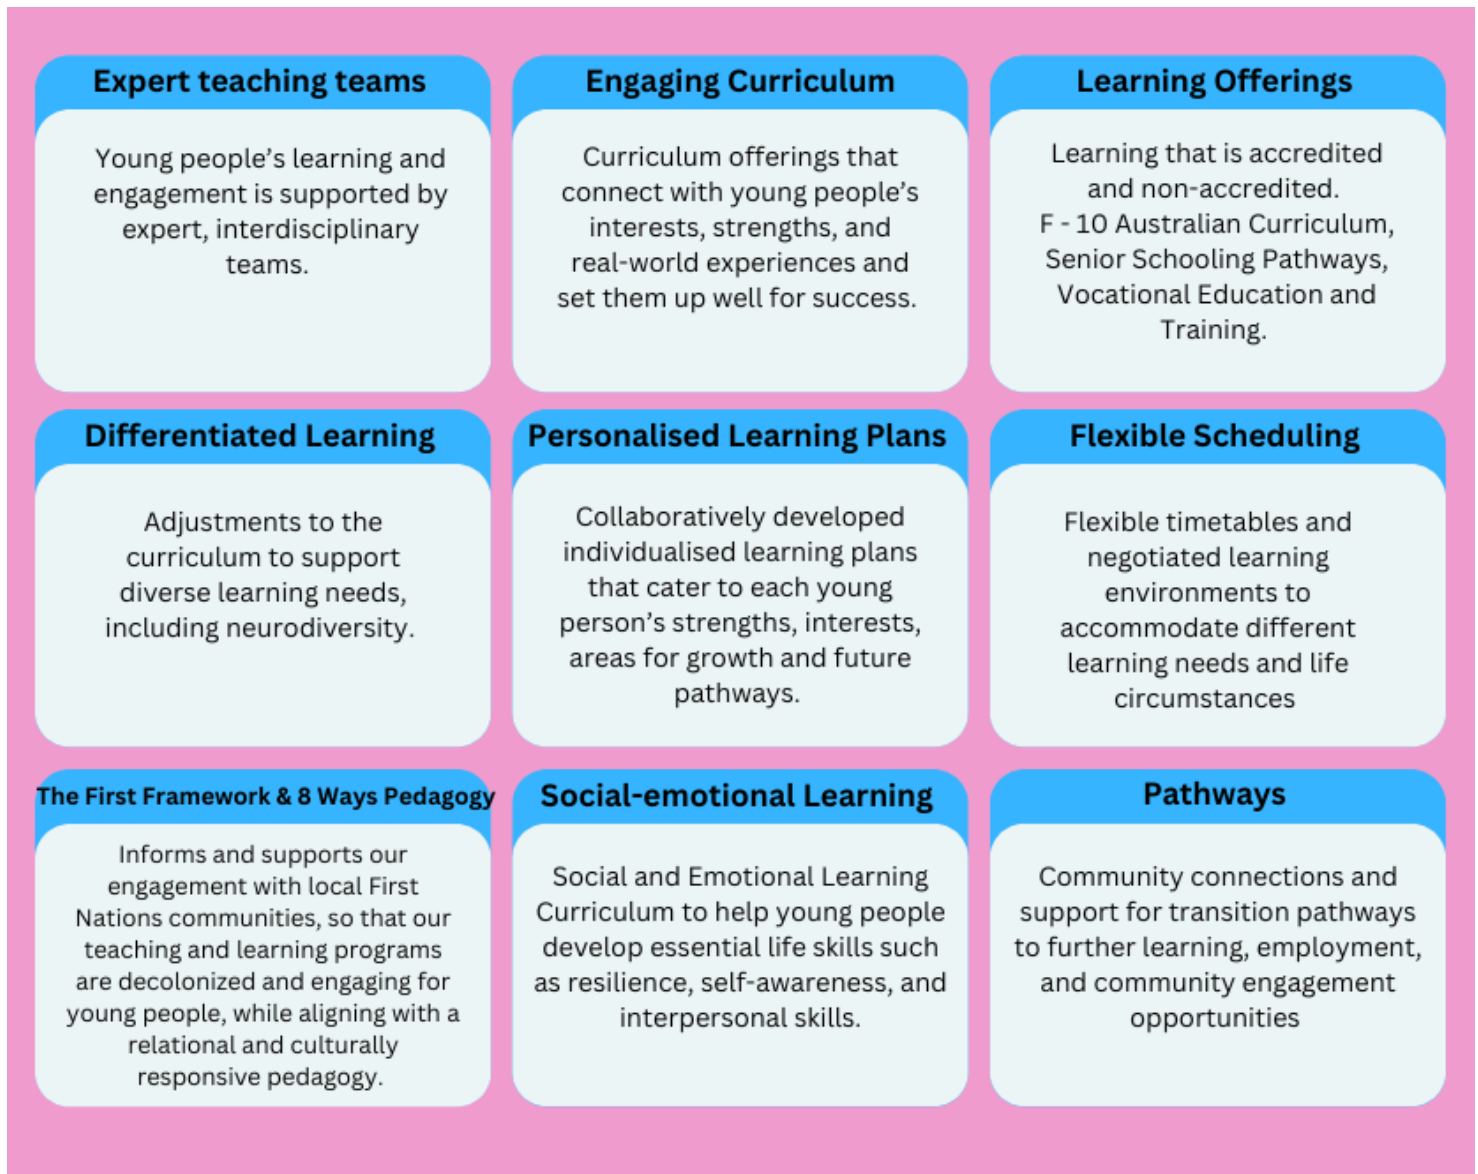 Expert teaching teams
Young people’s learning and
engagement is supported by
expert, interdisciplinary
teams.
Engaging Curriculum
Curriculum offerings that
connect with young people’s
interests, strengths, and
real-world experiences and
set them up well for success.
Learning Offerings
Learning that is accredited
and non-accredited.
F - 10 Australian Curriculum,
Senior Schooling Pathways,
Vocational Education and
Training.
Differentiated Learning
Adjustments to the
curriculum to support
diverse learning needs,
including neurodiversity.
Personalised Learning Plans
Collaboratively developed
individualised learning plans
that cater to each young
person’s strengths, interests,
areas for growth and future
pathways.
Flexible Scheduling
Flexible timetables and
negotiated learning
environments to
accommodate different
learning needs and life
circumstances
The First Framework & 8 Ways Pedagogy
Informs and supports our
engagement with local First
Nations communities, so that our
teaching and learning programs
are decolonized and engaging for
young people, while aligning with a
relational and culturally
responsive pedagogy.
Social-emotional Learning
Social and Emotional Learning
Curriculum to help young people
develop essential life skills such
as resilience, self-awareness, and
interpersonal skills.
Pathways
Community connections and
support for transition pathways
to further learning, employment,
and community engagement
opportunities